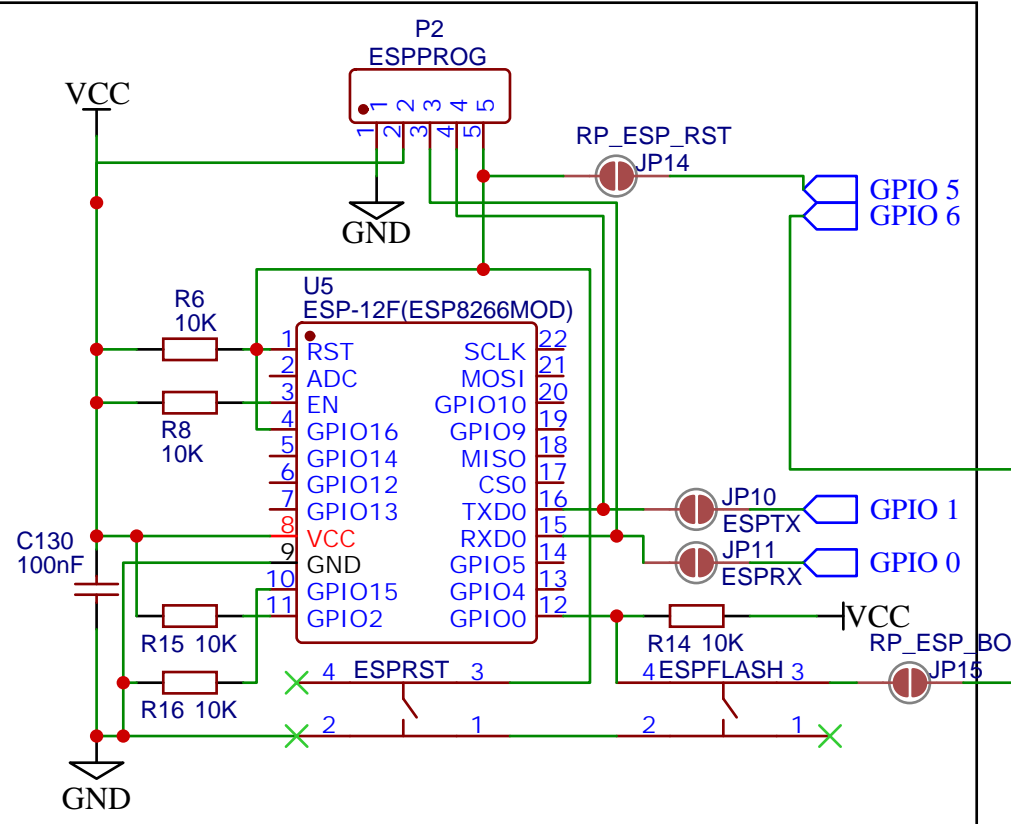 P2
ESPPROG
VCC
1 2 3 4 5
1 2 3 4 5
RP_ESP_RST
JP14
GPIO 5
GPIO 6
GND
U5
ESP-12F(ESP8266MOD)
R6
10K
R8
10K
1 RST
2 ADC
3 EN
4 GPIO16
5 GPIO14
6 GPIO12
7 GPIO13
8 VCC
9 GND
10 GPIO15
11 GPIO2
SCLK 22
MOSI 21
GPIO10 20
GPIO9 19
MISO 18
CS0 17
TXD0 16
RXD0 15
GPIO5 14
GPIO4 13
GPIO0 12
JP10
ESPTX
GPIO 1
JP11
ESPRX
GPIO 0
C130
100nF
R15 10K
R16 10K
R14 10K
VCC
RP_ESP_BO
JP15
4 ESPRST 3
2 1
4 ESPFLASH 3
2 1
GND